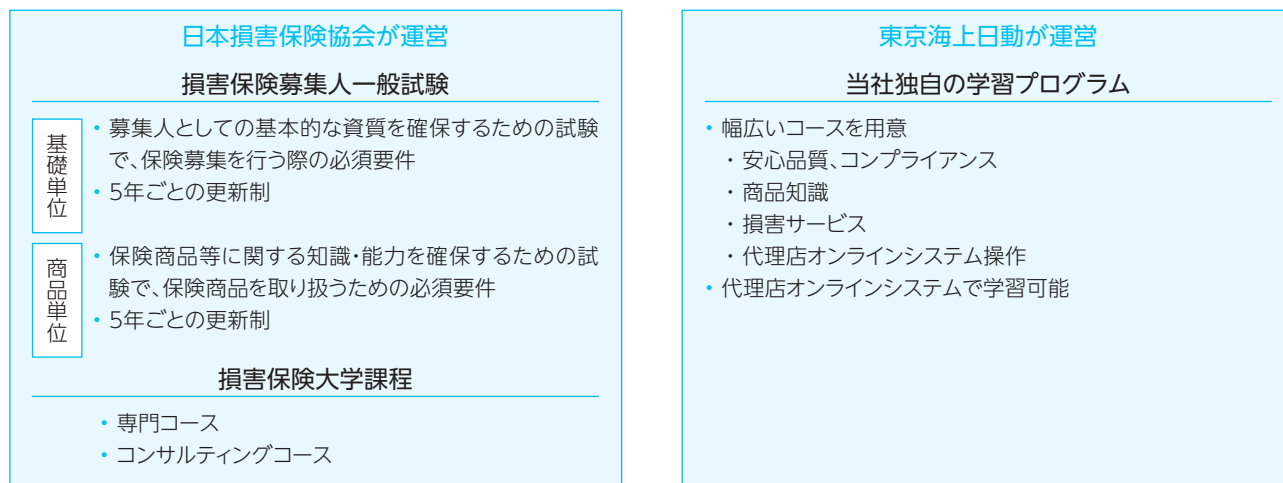 日本損害保険協会が運営
損害保険募集人一般試験
基礎単位
• 募集人としての基本的な資質を確保するための試験
で、保険募集を行う際の必須要件
• 5年ごとの更新制
商品単位
• 保険商品等に関する知識・能力を確保するための試
験で、保険商品を取り扱うための必須要件
• 5年ごとの更新制
損害保険大学課程
• 専門コース
• コンサルティングコース
東京海上日動が運営
当社独自の学習プログラム
• 幅広いコースを用意
・ 安心品質、コンプライアンス
・ 商品知識
・ 損害サービス
・ 代理店オンラインシステム操作
• 代理店オンラインシステムで学習可能